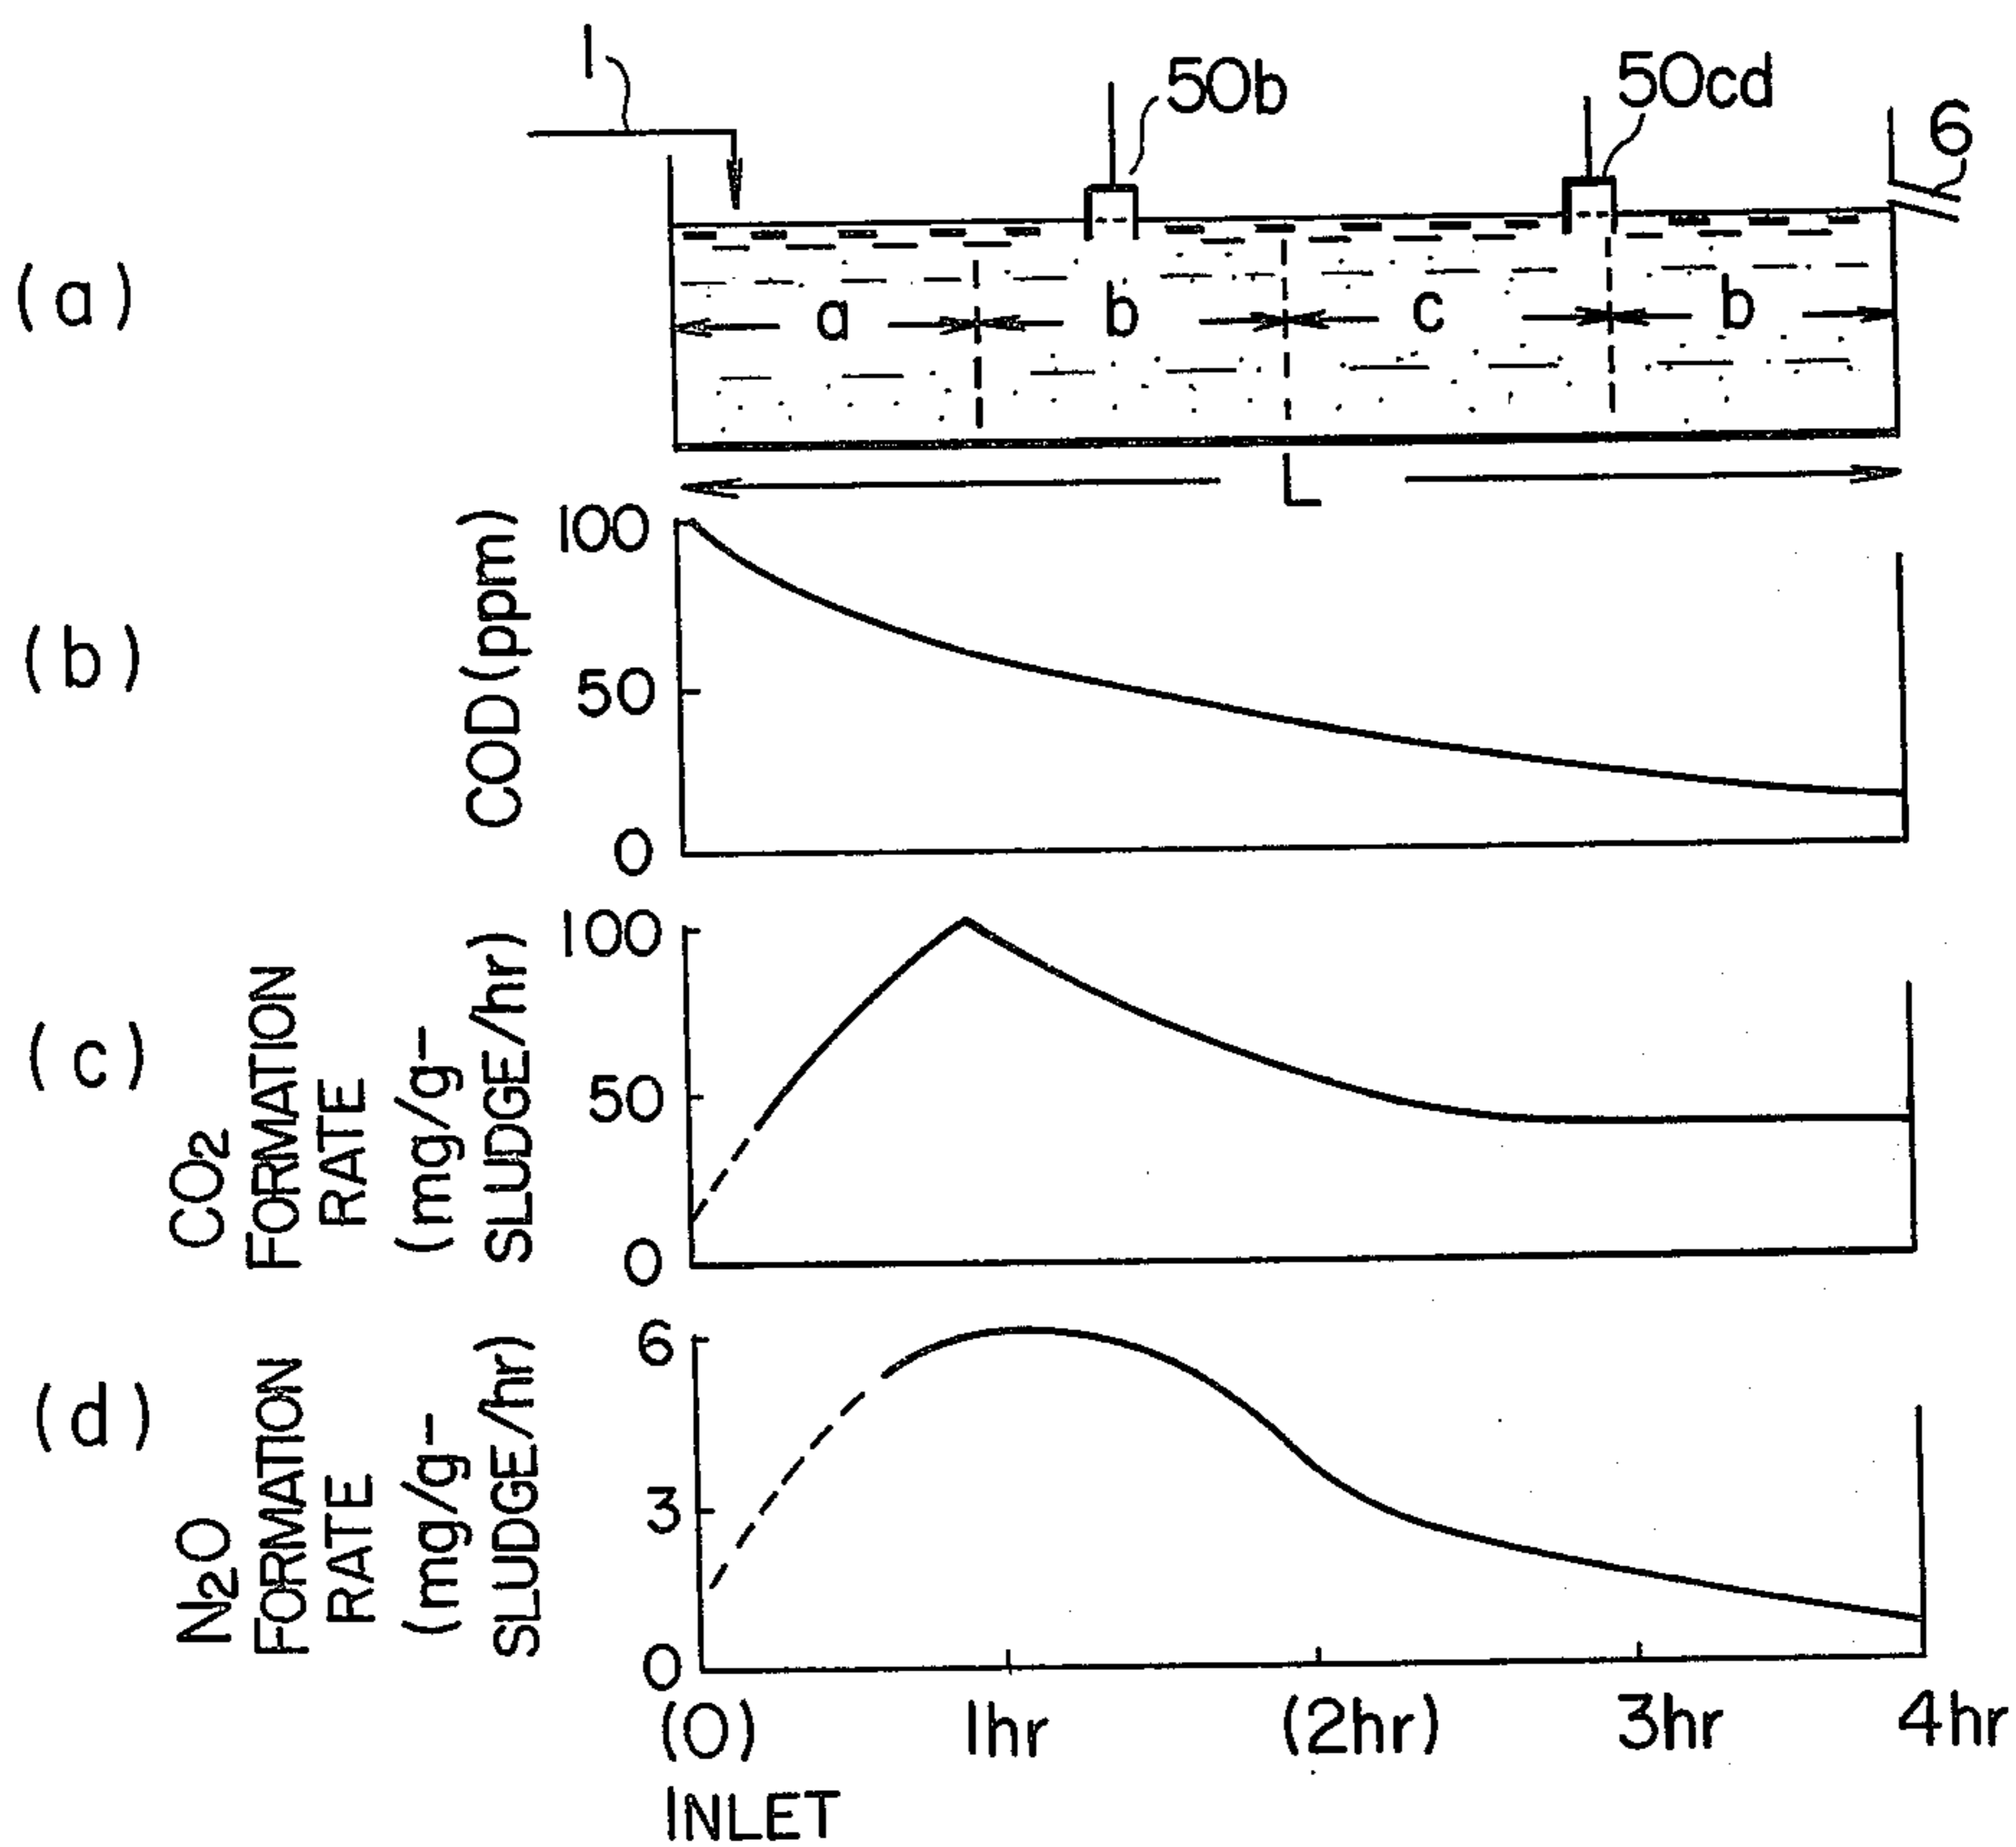 1
50b
50cd
6
(a)
a
b
c
b
L
(b)
COD (ppm)
100
50
0
(c)
CO2
FORMATION
RATE
(mg/g-
SLUDGE/hr)
100
50
0
(d)
N2O
FORMATION
RATE
(mg/g-
SLUDGE/hr)
6
3
0
(0)
1hr
(2hr)
3hr
4hr
INLET